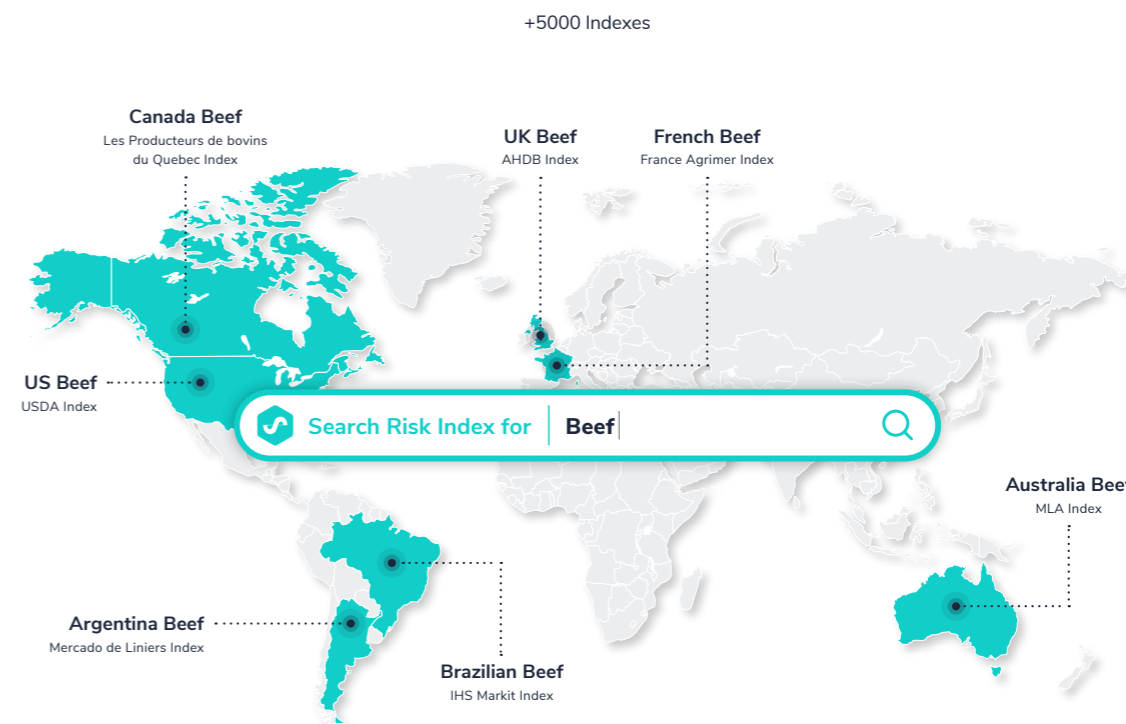 +5000 Indexes
Canada Beef
Les Producteurs de bovins
du Quebec Index
UK Beef
AHDB Index
French Beef
France Agrimer Index
US Beef
USDA Index
Search Risk Index for
Beef
Australia Beef
MLA Index
Argentina Beef
Mercado de Liniers Index
Brazilian Beef
IHS Markit Index